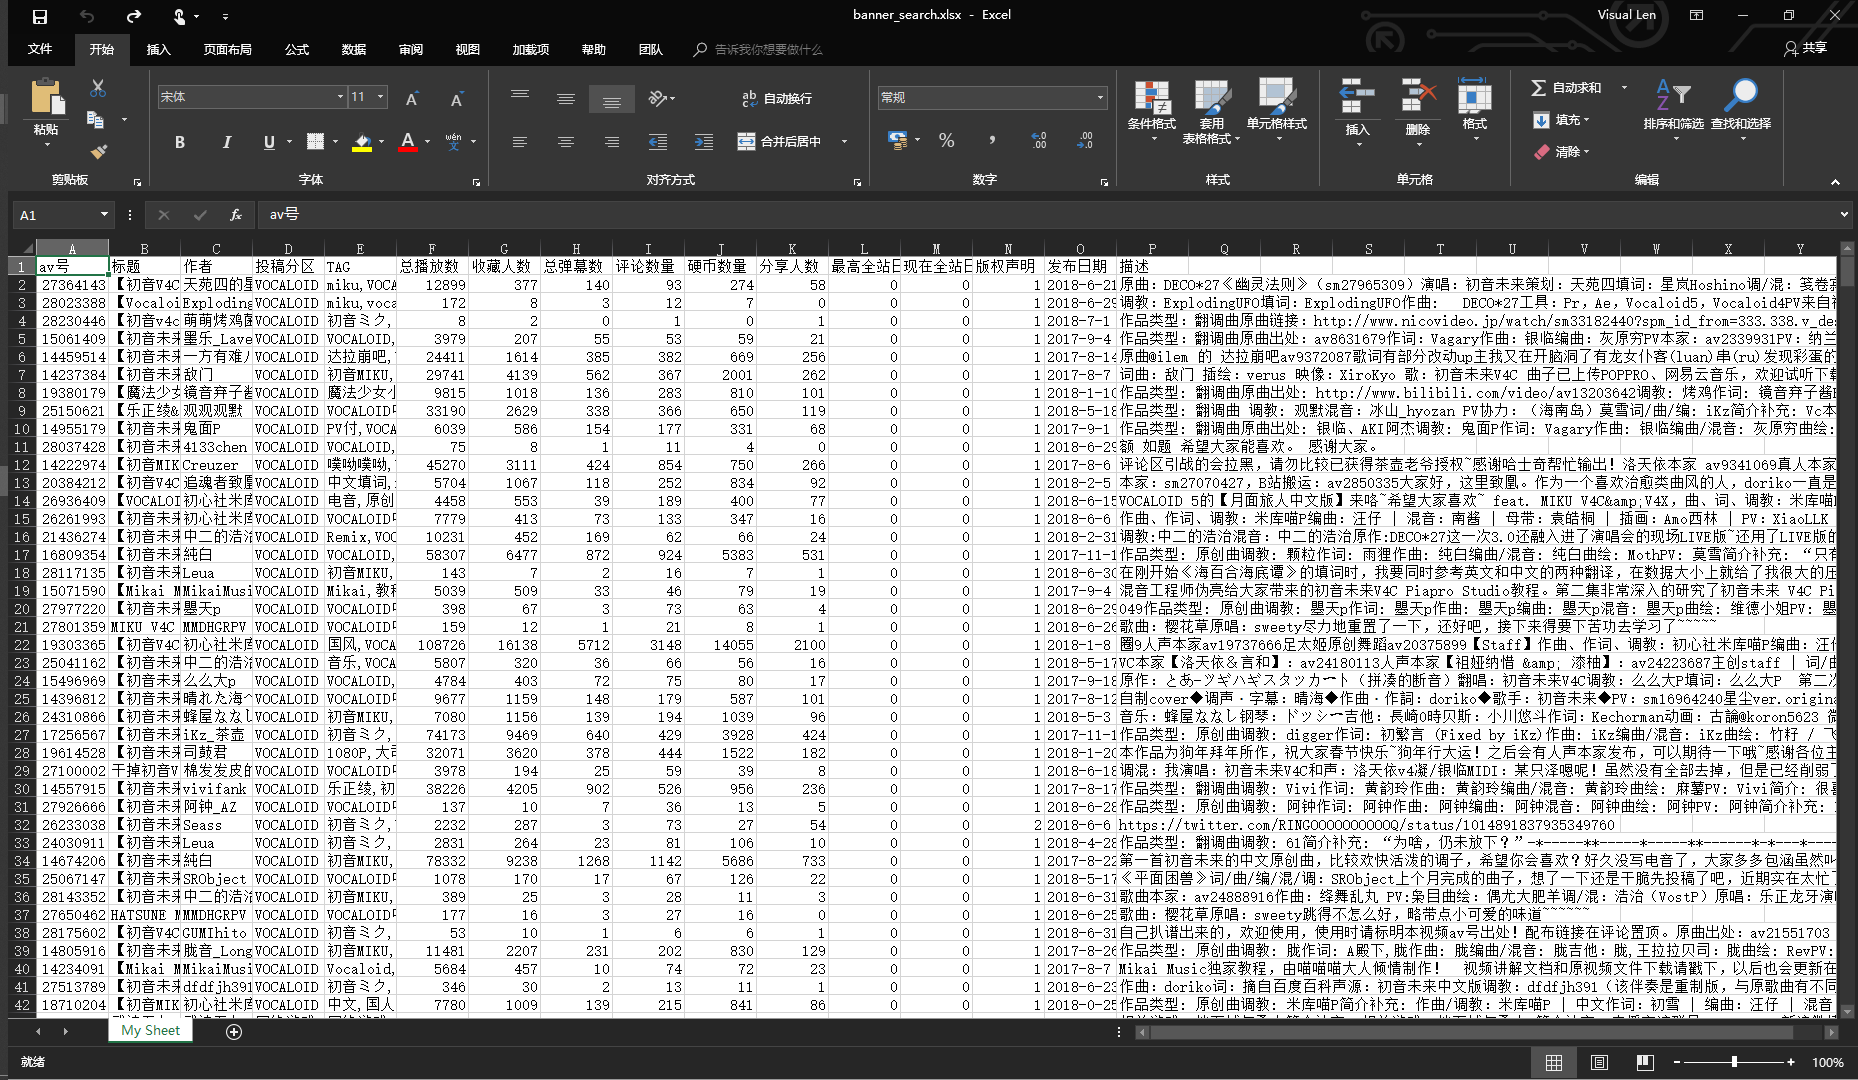 banner_search.xlsx - Excel
Visual Len
文件 开始 插入 页面布局 公式 数据 审阅 视图 加载项 帮助 团队 告诉我你想要做什么 共享
宋体 11 自动换行 常规 自动求和
粘贴 条件格式 套用 单元格样式 插入 删除 格式 填充 排序和筛选 查找和选择
B I U wén 文 合并后居中 % 表格格式 清除
剪贴板 字体 对齐方式 数字 样式 单元格 编辑
A1 fx av号
A B C D E F G H I J K L M N O P Q R S T U V W X Y
1 av号 标题 作者 投稿分区 TAG 总播放数 收藏人数 总弹幕数 评论数量 硬币数量 分享人数 最高全站日 现在全站日 版权声明 发布日期 描述
2 27364143 【初音V4C 天苑四的星 VOCALOID miku,VOCA 12899 377 140 93 274 58 0 0 1 2018-6-21 原曲：DECO*27《幽灵法则》（sm27965309）演唱：初音未来策划：天苑四填词：星岚Hoshino调/混：
3 28023388 【Vocaloi Exploding VOCALOID miku,voca 172 8 3 12 7 0 0 0 1 2018-6-29 调教：ExplodingUFO填词：ExplodingUFO作曲： DECO*27工具：Pr，Ae，Vocaloid5，Vocaloid4PV来自
4 28230446 【初音v4c 萌萌烤鸡 VOCALOID 初音ミク, 8 2 0 1 0 1 0 0 1 2018-7-1 作品类型：翻调曲原曲链接：http://www.nicovideo.jp/watch/sm33182440?spm_id_from=333.338.v_de
5 15061409 【初音未来 墨乐_Lave VOCALOID VOCALOID, 3979 207 55 53 59 21 0 0 1 2017-9-4 作品类型：翻调曲原曲出处：av8631679作词：Vagary作曲：银临编曲：灰原穷PV本家：av2339931PV：纳兰
6 14459514 【初音未来 一方有难八 VOCALOID 达拉崩吧, 24411 1614 385 382 669 256 0 0 1 2017-8-14 原曲@ilem 的 达拉崩吧av9372087歌词有部分改动up主我又在开脑洞了有龙女仆客(luan)串(ru)发现彩蛋的
7 14237384 【初音未来 敌门 VOCALOID 初音MIKU, 29741 4139 562 367 2001 262 0 0 1 2017-8-7 词曲：敌门 插绘：verus 映像：XiroKyo 歌：初音未来V4C 曲子已上传POPPRO、网易云音乐，欢迎试听下载
8 19380179 【魔法少女 镜音弃子酱 VOCALOID 魔法少女小 9815 1018 136 283 810 101 0 0 1 2018-1-10 作品类型：翻调曲原曲出处：http://www.bilibili.com/video/av13203642调教：烤鸡作词：镜音弃子酱
9 25150621 【乐正绫& 观观观默 VOCALOID VOCALOID 33190 2629 338 366 650 119 0 0 1 2018-5-18 作品类型：翻调曲 调教：观默混音：冰山_hyozan PV协力：（海南岛）莫雪词/曲/编：iKz简介补充：Vc本
10 14955179 【初音未来 鬼面P VOCALOID PV付,VOCA 6039 586 154 177 331 68 0 0 1 2017-9-1 作品类型：翻调曲原曲出处：银临、AKI阿杰调教：鬼面P作词：Vagary作曲：银临编曲/混音：灰原穷曲绘：
11 28037428 【初音未来 4133chen VOCALOID VOCALOID 75 8 1 11 4 0 0 0 1 2018-6-29 额 如题 希望大家能喜欢。 感谢大家。
12 14222974 【初音MIK Creuzer VOCALOID 噗呦噗呦, 45270 3111 424 854 750 266 0 0 1 2017-8-6 评论区引战的会拉黑，请勿比较已获得茶壶老爷授权~感谢哈士奇帮忙输出！洛天依本家 av9341069真人本家
13 20384212 【初音V4C 追魂者致凰 VOCALOID 中文填词, 5704 1067 118 252 834 92 0 0 1 2018-2-5 本家：sm27070427，B站搬运：av2850335大家好，这里致凰。作为一个喜欢治愈类曲风的人，doriko一直是
14 26936409 【VOCALOI 初心社米库 VOCALOID 电音,原创 4458 553 39 189 400 77 0 0 1 2018-6-15 VOCALOID 5的【月面旅人中文版】来咯~希望大家喜欢~ feat. MIKU V4C&amp;V4X，曲、词、调教：米库喵
15 26261993 【初音未来 初心社米库 VOCALOID VOCALOID 7779 413 73 133 347 16 0 0 1 2018-6-6 作曲、作词、调教：米库喵P编曲：汪仔 | 混音：南酱 | 母带：袁皓桐 | 插画：Amo西林 | PV：XiaoLLK
16 21436274 【初音未来 中二的浩治 VOCALOID Remix,VOC 10231 452 169 62 66 24 0 0 1 2018-2-31 调教:中二的浩治混音：中二的浩治原作:DECO*27这一次3.0还融入进了演唱会的现场LIVE版~还用了LIVE版的
17 16809354 【初音未来 純白 VOCALOID VOCALOID, 58307 6477 872 924 5383 531 0 0 1 2017-11-1 作品类型：原创曲调教：颗粒作词：雨狸作曲：纯白编曲/混音：纯白曲绘：MothPV：莫雪简介补充：“只有
18 28117135 【初音未来 Leua VOCALOID 初音MIKU, 143 7 2 16 7 1 0 0 1 2018-6-30 在刚开始《海百合海底谭》的填词时，我要同时参考英文和中文的两种翻译，在数据大小上就给了我很大的压
19 15071590 【Mikai M MikaiMusi VOCALOID Mikai,教程 5039 509 33 46 79 19 0 0 1 2017-9-4 混音工程师伪亮给大家带来的初音未来V4C Piapro Studio教程。第二集非常深入的研究了初音未来 V4C Pi
20 27977220 【初音未来 瞾天p VOCALOID VOCALOID 398 67 3 73 63 4 0 0 1 2018-6-29 049作品类型：原创曲调教：瞾天p作词：瞾天p作曲：瞾天p编曲：瞾天p混音：瞾天p曲绘：维德小姐PV：瞾
21 27801359 MIKU V4C MMDHGRPV VOCALOID VOCALOID 159 12 1 21 8 1 0 0 1 2018-6-26 歌曲：樱花草原唱：sweety尽力地重置了一下，还好吧，接下来得要下苦功去学习了~~~~~
22 19303365 【初音V4C 初心社米库 VOCALOID 国风,VOCA 108726 16138 5712 3148 14055 2100 0 0 1 2018-1-8 圈9人声本家av19737666足太姬原创舞蹈av20375899【Staff】作曲、作词、调教：初心社米库喵P编曲：汪仔
23 25041162 【初音未来 中二的浩治 VOCALOID 音乐,VOCA 5807 320 36 66 56 16 0 0 1 2018-5-17 VC本家【洛天依＆言和】：av24180113人声本家【祖娅纳惜 &amp; 漆柚】：av24223687主创staff | 词/曲
24 15496969 【初音未来 么么大p VOCALOID VOCALOID 4784 403 72 75 80 17 0 0 1 2017-9-18 原作：とあ-ツギハギスタッカート（拼凑的断音）翻唱：初音未来V4C调教：么么大P填词：么么大P 第二次
25 14396812 【初音未来 晴れた海へ VOCALOID VOCALOID 9677 1159 148 179 587 101 0 0 1 2017-8-12 自制cover◆调声・字幕：晴海◆作曲・作詞：doriko◆歌手：初音未来◆PV：sm16964240星尘ver.origina
26 24310866 【初音未来 蜂屋ななし VOCALOID 初音MIKU, 7080 1156 139 194 1039 96 0 0 1 2018-5-3 音乐：蜂屋ななし钢琴：ドッシー吉他：長崎0時贝斯：小川悠斗作词：Kechorman动画：古論@koron5623
27 17256567 【初音未来 iKz_茶壶 VOCALOID 初音ミク, 74173 9469 640 429 3928 424 0 0 1 2017-11-1 作品类型：原创曲调教：digger作词：初繁言 (Fixed by iKz)作曲：iKz编曲/混音：iKz曲绘：竹籽 / 飞
28 19614528 【初音未来 司鼓君 VOCALOID 1080P,大司 32071 3620 378 444 1522 182 0 0 1 2018-1-20 本作品为狗年拜年所作，祝大家春节快乐~狗年行大运！之后会有人声本家发布，可以期待一下哦~感谢各位主
29 27100002 干掉初音V 棉发发皮的 VOCALOID VOCALOID 3978 194 25 59 39 8 0 0 1 2018-6-18 调混：我演唱：初音未来V4C和声：洛天依v4凝/银临MIDI：某只泽嗯呢！虽然没有全部去掉，但是已经削弱
30 14557915 【初音未来 vivifank VOCALOID 乐正绫,初 38226 4205 902 526 956 236 0 0 1 2017-8-17 作品类型：翻调曲调教：Vivi作词：黄韵玲作曲：黄韵玲编曲/混音：黄韵玲曲绘：麻薯PV：Vivi简介：很喜
31 27926666 【初音未来 阿钟_AZ VOCALOID VOCALOID 137 10 7 36 13 5 0 0 1 2018-6-28 作品类型：原创曲调教：阿钟作词：阿钟作曲：阿钟编曲：阿钟混音：阿钟曲绘：阿钟PV：阿钟简介补充：
32 26233038 【初音未来 Seass VOCALOID 初音ミク, 2232 287 3 73 27 54 0 0 2 2018-6-6 https://twitter.com/RINGOOOOOOOOOOQ/status/1014891837935349760
33 24030911 【初音未来 Leua VOCALOID 初音ミク, 2831 264 23 81 106 10 0 0 1 2018-4-28 作品类型：翻调曲调教：61简介补充：“为啥，仍未放下？”
34 14674206 【初音未来 純白 VOCALOID 初音MIKU, 78332 9238 1268 1142 5686 733 0 0 1 2017-8-22 第一首初音未来的中文原创曲，比较欢快活泼的调子，希望你会喜欢？好久没写电音了，大家多多包涵虽然
35 25067147 【初音未来 SRObject VOCALOID VOCALOID 1078 170 17 67 126 22 0 0 1 2018-5-17 《平面困兽》词/曲/编/混/调：SRObject上个月完成的曲子，想了一下还是干脆先投稿了吧，近期实在太忙了
36 28143352 【初音未来 中二的浩治 VOCALOID VOCALOID 389 25 3 28 11 3 0 0 1 2018-6-31 歌曲本家：av24888916作曲：绛舞乱丸 PV:枭目曲绘：偶尤大肥羊调/混：浩治（VostP）原唱：乐正龙牙演
37 27650462 HATSUNE M MMDHGRPV VOCALOID VOCALOID 177 16 3 27 16 0 0 0 1 2018-6-25 歌曲：樱花草原唱：sweety跳得不怎么好，略带点小可爱的味道~~~~~~
38 28175602 【初音V4C GUMIhito VOCALOID 初音ミク, 53 10 1 6 6 1 0 0 1 2018-6-31 自己扒谱出来的，欢迎使用，使用时请标明本视频av号出处！配布链接在评论置顶。原曲出处：av21551703
39 14805916 【初音未来 胧音_Long VOCALOID 初音MIKU, 11481 2207 231 202 830 129 0 0 1 2017-8-26 作品类型：原创曲调教：胧作词：A殿下,胧作曲：胧编曲/混音：胧吉他：胧,王拉拉贝司：胧曲绘：RevPV：
40 14234091 【Mikai M MikaiMusi VOCALOID Vocaloid, 5684 457 10 74 72 23 0 0 1 2017-8-7 Mikai Music独家教程，由喵喵喵大人倾情制作！ 视频讲解文档和原视频文件下载请戳下，以后也会更新在
41 27513789 【初音未来 dfdfjh391 VOCALOID 初音ミク, 346 30 2 13 11 1 0 0 1 2018-6-23 作曲：doriko词：摘自百度百科声源：初音未来中文版调教：dfdfjh391（该伴奏是重制版，与原歌曲有不同
42 18710204 【初音MIK 初心社米库 VOCALOID 中文,国人 7780 1009 139 215 841 86 0 0 1 2018-0-25 作品类型：原创曲调教：米库喵P简介补充：作曲/调教：米库喵P | 中文作词：初雪 | 编曲：汪仔 | 混音
My Sheet
就绪 100%